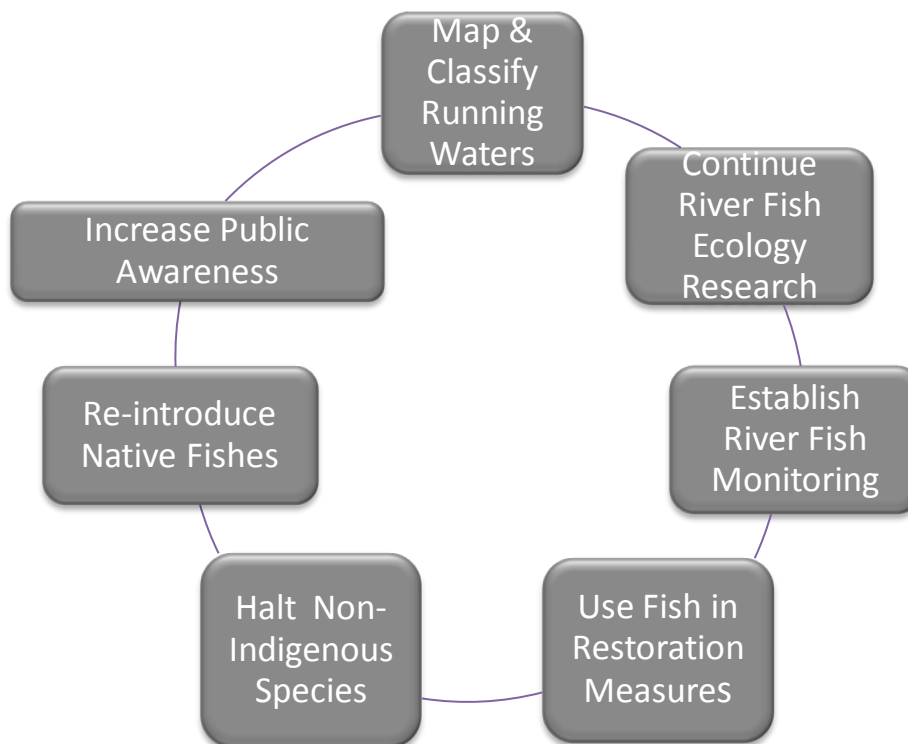 Map &
Classify
Running
Waters
Continue
River Fish
Ecology
Research
Establish
River Fish
Monitoring
Use Fish in
Restoration
Measures
Halt Non-
Indigenous
Species
Re-introduce
Native Fishes
Increase Public
Awareness